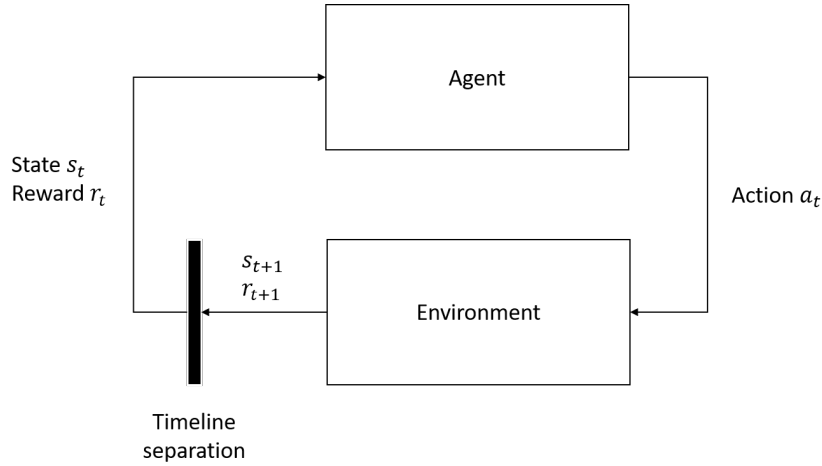 Agent
State s_t
Reward r_t
Action a_t
s_{t+1}
r_{t+1}
Environment
Timeline
separation